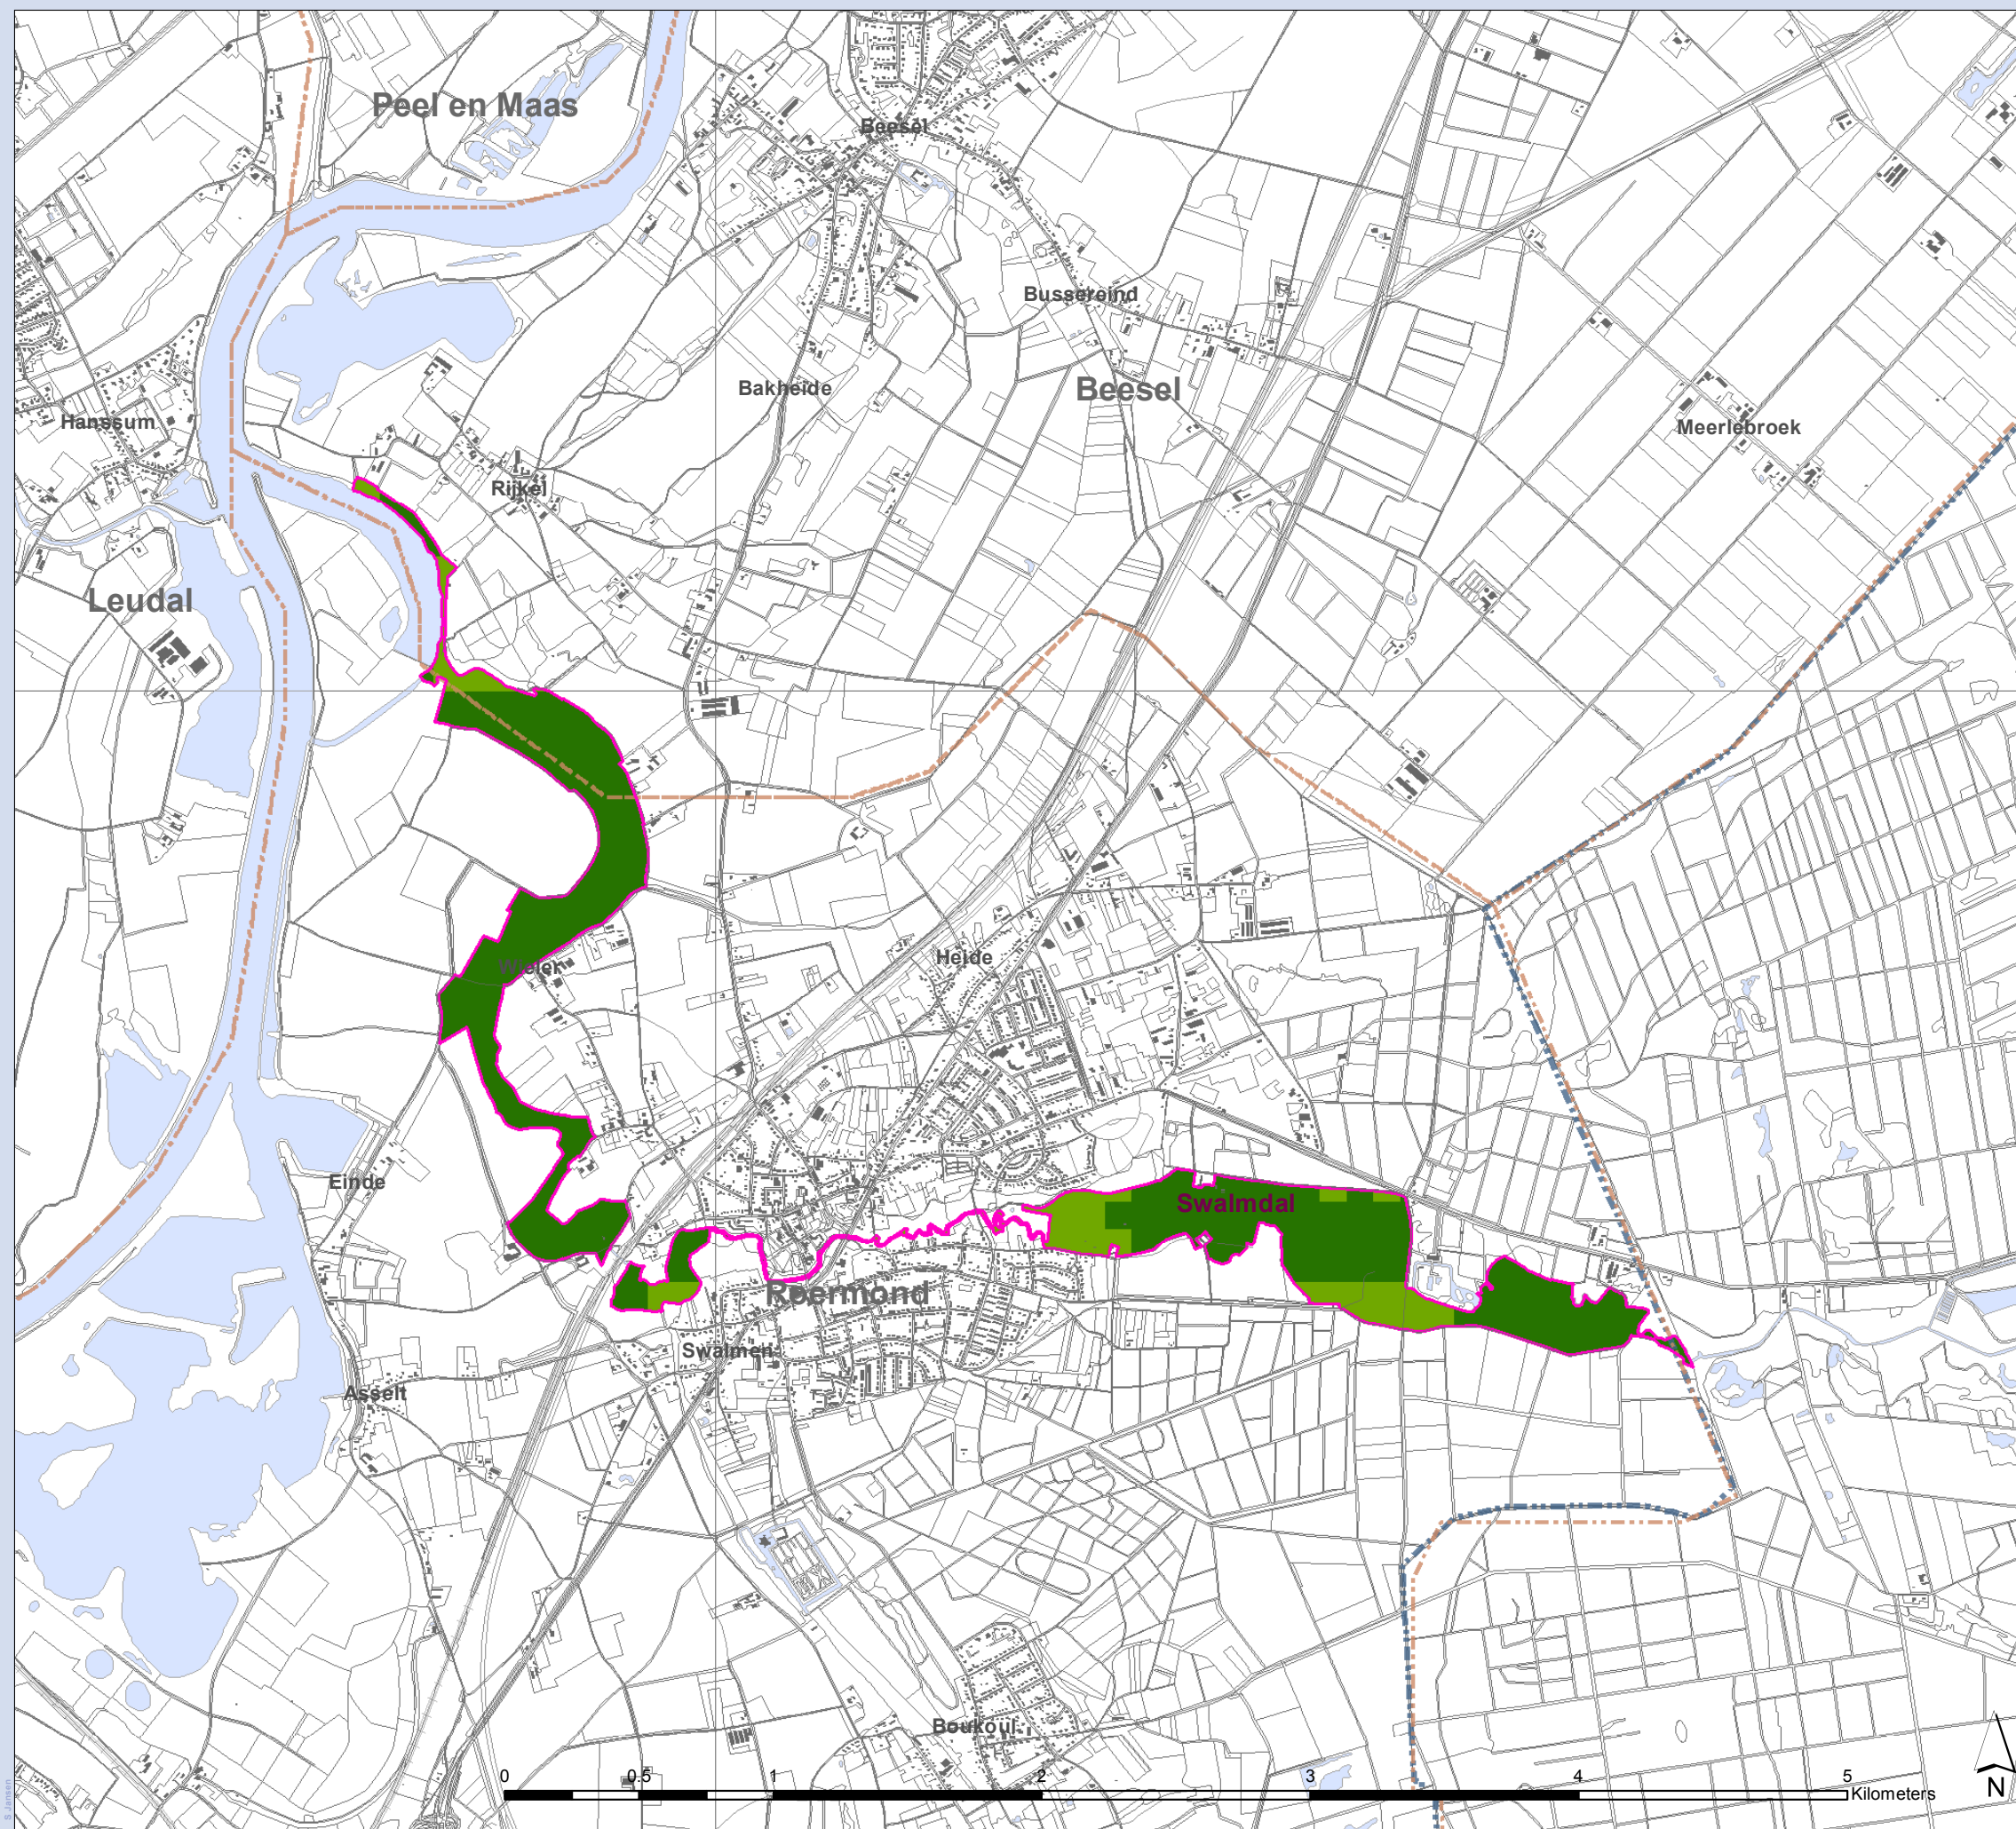 Peel en Maas
Beesel
Bussereind
Bakheide
Beesel
Hanssum
Meerlebroek
Rijkel
Leudal
Wieler
Heide
Einde
Swalmdal
Roermond
Swalmen
Asselt
Boukoul
0 0.5 1 2 3 4 5
Kilometers
N
S Jansen